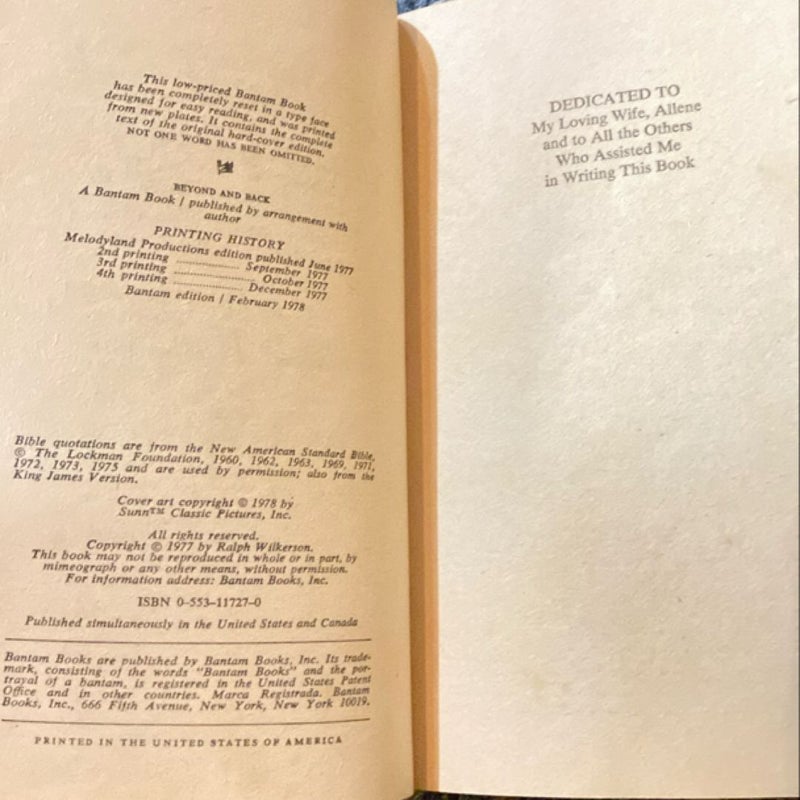 This low-priced Bantam Book
has been completely reset in a type face
designed for easy reading, and was printed
from new plates. It contains the complete
text of the original hard-cover edition.
NOT ONE WORD HAS BEEN OMITTED.
BEYOND AND BACK
A Bantam Book / published by arrangement with
author
PRINTING HISTORY
Melodyland Productions edition published June 1977
2nd printing .................. September 1977
3rd printing ...................... October 1977
4th printing ................... December 1977
Bantam edition / February 1978
Bible quotations are from the New American Standard Bible,
© The Lockman Foundation, 1960, 1962, 1963, 1969, 1971,
1972, 1973, 1975 and are used by permission; also from the
King James Version.
Cover art copyright © 1978 by
Sunn™ Classic Pictures, Inc.
All rights reserved.
Copyright © 1977 by Ralph Wilkerson.
This book may not be reproduced in whole or in part, by
mimeograph or any other means, without permission.
For information address: Bantam Books, Inc.
ISBN 0-553-11727-0
Published simultaneously in the United States and Canada
Bantam Books are published by Bantam Books, Inc. Its trade-
mark, consisting of the words "Bantam Books" and the por-
trayal of a bantam, is registered in the United States Patent
Office and in other countries. Marca Registrada. Bantam
Books, Inc., 666 Fifth Avenue, New York, New York 10019.
PRINTED IN THE UNITED STATES OF AMERICA
DEDICATED TO
My Loving Wife, Allene
and to All the Others
Who Assisted Me
in Writing This Book